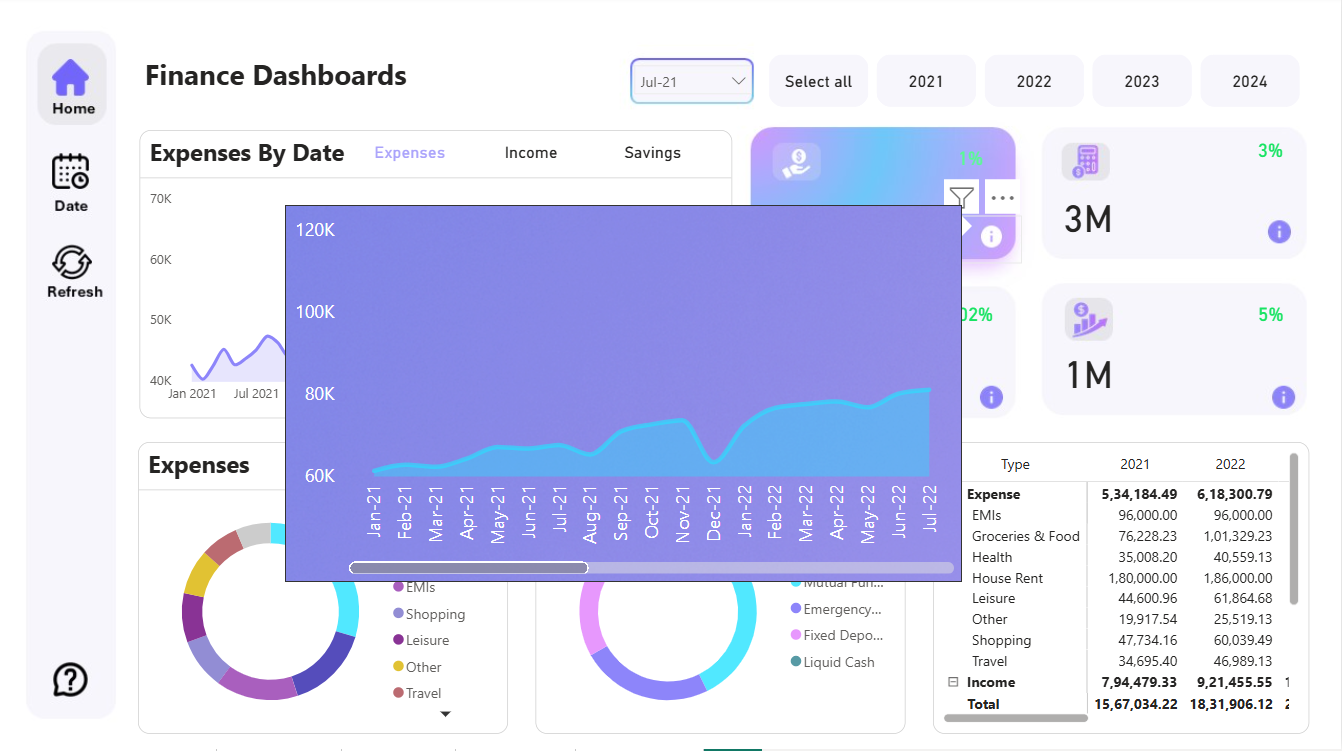 Home
Date
Refresh
Finance Dashboards
Jul-21
Select all
2021
2022
2023
2024
Expenses By Date
Expenses
Income
Savings
70K
60K
50K
40K
Jan 2021
Jul 2021
1%
3%
3M
02%
5%
1M
120K
100K
80K
60K
Jan-21
Feb-21
Mar-21
Apr-21
May-21
Jun-21
Jul-21
Aug-21
Sep-21
Oct-21
Nov-21
Dec-21
Jan-22
Feb-22
Mar-22
Apr-22
May-22
Jun-22
Jul-22
Expenses
EMIs
Shopping
Leisure
Other
Travel
Mutual Fun...
Emergency...
Fixed Depo...
Liquid Cash
Type 2021 2022
Expense 5,34,184.49 6,18,300.79
EMIs 96,000.00 96,000.00
Groceries & Food 76,228.23 1,01,329.23
Health 35,008.20 40,559.13
House Rent 1,80,000.00 1,86,000.00
Leisure 44,600.96 61,864.68
Other 19,917.54 25,519.13
Shopping 47,734.16 60,039.49
Travel 34,695.40 46,989.13
Income 7,94,479.33 9,21,455.55
Total 15,67,034.22 18,31,906.12